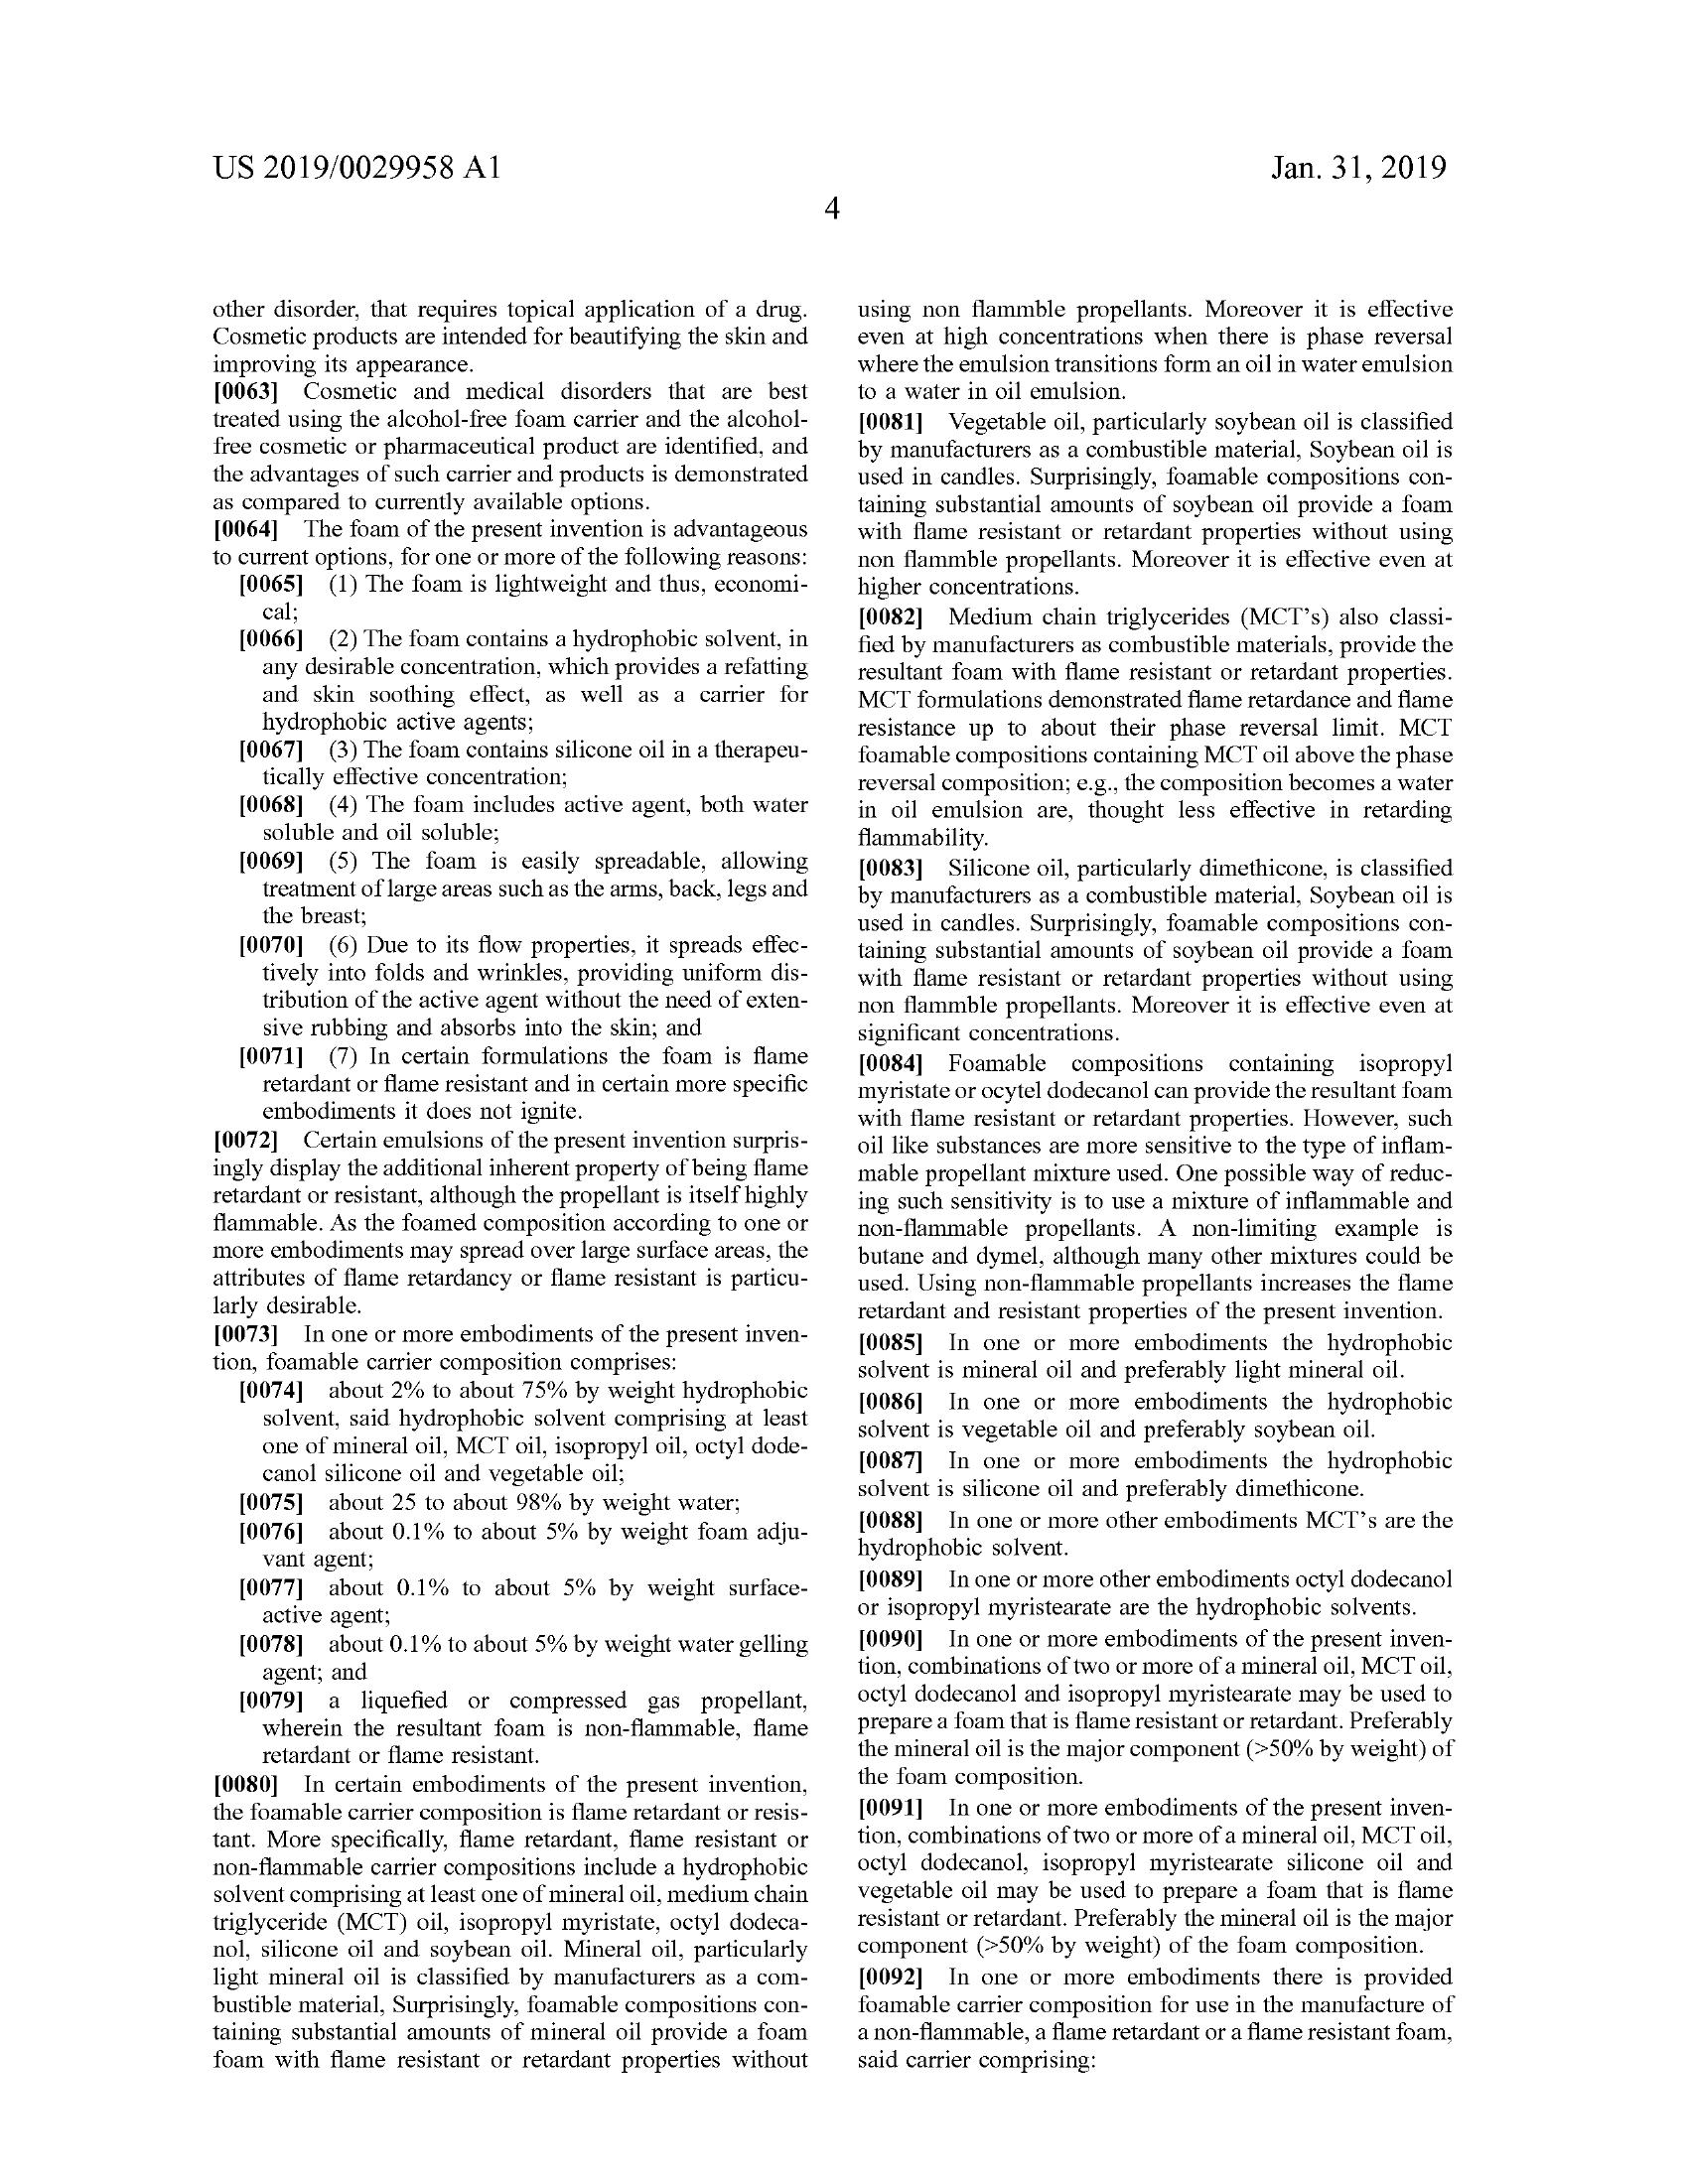 US 2019/0029958 A1
Jan. 31, 2019
4
other disorder, that requires topical application of a drug.
Cosmetic products are intended for beautifying the skin and
improving its appearance.
[0063] Cosmetic and medical disorders that are best
treated using the alcohol-free foam carrier and the alcohol-
free cosmetic or pharmaceutical product are identified, and
the advantages of such carrier and products is demonstrated
as compared to currently available options.
[0064] The foam of the present invention is advantageous
to current options, for one or more of the following reasons:
[0065] (1) The foam is lightweight and thus, economi-
cal;
[0066] (2) The foam contains a hydrophobic solvent, in
any desirable concentration, which provides a refatting
and skin soothing effect, as well as a carrier for
hydrophobic active agents;
[0067] (3) The foam contains silicone oil in a therapeu-
tically effective concentration;
[0068] (4) The foam includes active agent, both water
soluble and oil soluble;
[0069] (5) The foam is easily spreadable, allowing
treatment of large areas such as the arms, back, legs and
the breast;
[0070] (6) Due to its flow properties, it spreads effec-
tively into folds and wrinkles, providing uniform dis-
tribution of the active agent without the need of exten-
sive rubbing and absorbs into the skin; and
[0071] (7) In certain formulations the foam is flame
retardant or flame resistant and in certain more specific
embodiments it does not ignite.
[0072] Certain emulsions of the present invention surpris-
ingly display the additional inherent property of being flame
retardant or resistant, although the propellant is itself highly
flammable. As the foamed composition according to one or
more embodiments may spread over large surface areas, the
attributes of flame retardancy or flame resistant is particu-
larly desirable.
[0073] In one or more embodiments of the present inven-
tion, foamable carrier composition comprises:
[0074] about 2% to about 75% by weight hydrophobic
solvent, said hydrophobic solvent comprising at least
one of mineral oil, MCT oil, isopropyl oil, octyl dode-
canol silicone oil and vegetable oil;
[0075] about 25 to about 98% by weight water;
[0076] about 0.1% to about 5% by weight foam adju-
vant agent;
[0077] about 0.1% to about 5% by weight surface-
active agent;
[0078] about 0.1% to about 5% by weight water gelling
agent; and
[0079] a liquefied or compressed gas propellant,
wherein the resultant foam is non-flammable, flame
retardant or flame resistant.
[0080] In certain embodiments of the present invention,
the foamable carrier composition is flame retardant or resis-
tant. More specifically, flame retardant, flame resistant or
non-flammable carrier compositions include a hydrophobic
solvent comprising at least one of mineral oil, medium chain
triglyceride (MCT) oil, isopropyl myristate, octyl dodeca-
nol, silicone oil and soybean oil. Mineral oil, particularly
light mineral oil is classified by manufacturers as a com-
bustible material, Surprisingly, foamable compositions con-
taining substantial amounts of mineral oil provide a foam
foam with flame resistant or retardant properties without
using non flammble propellants. Moreover it is effective
even at high concentrations when there is phase reversal
where the emulsion transitions form an oil in water emulsion
to a water in oil emulsion.
[0081] Vegetable oil, particularly soybean oil is classified
by manufacturers as a combustible material, Soybean oil is
used in candles. Surprisingly, foamable compositions con-
taining substantial amounts of soybean oil provide a foam
with flame resistant or retardant properties without using
non flammble propellants. Moreover it is effective even at
higher concentrations.
[0082] Medium chain triglycerides (MCT's) also classi-
fied by manufacturers as combustible materials, provide the
resultant foam with flame resistant or retardant properties.
MCT formulations demonstrated flame retardance and flame
resistance up to about their phase reversal limit. MCT
foamable compositions containing MCT oil above the phase
reversal composition; e.g., the composition becomes a water
in oil emulsion are, thought less effective in retarding
flammability.
[0083] Silicone oil, particularly dimethicone, is classified
by manufacturers as a combustible material, Soybean oil is
used in candles. Surprisingly, foamable compositions con-
taining substantial amounts of soybean oil provide a foam
with flame resistant or retardant properties without using
non flammble propellants. Moreover it is effective even at
significant concentrations.
[0084] Foamable compositions containing isopropyl
myristate or ocytel dodecanol can provide the resultant foam
with flame resistant or retardant properties. However, such
oil like substances are more sensitive to the type of inflam-
mable propellant mixture used. One possible way of reduc-
ing such sensitivity is to use a mixture of inflammable and
non-flammable propellants. A non-limiting example is
butane and dymel, although many other mixtures could be
used. Using non-flammable propellants increases the flame
retardant and resistant properties of the present invention.
[0085] In one or more embodiments the hydrophobic
solvent is mineral oil and preferably light mineral oil.
[0086] In one or more embodiments the hydrophobic
solvent is vegetable oil and preferably soybean oil.
[0087] In one or more embodiments the hydrophobic
solvent is silicone oil and preferably dimethicone.
[0088] In one or more other embodiments MCT's are the
hydrophobic solvent.
[0089] In one or more other embodiments octyl dodecanol
or isopropyl myristearate are the hydrophobic solvents.
[0090] In one or more embodiments of the present inven-
tion, combinations of two or more of a mineral oil, MCT oil,
octyl dodecanol and isopropyl myristearate may be used to
prepare a foam that is flame resistant or retardant. Preferably
the mineral oil is the major component (>50% by weight) of
the foam composition.
[0091] In one or more embodiments of the present inven-
tion, combinations of two or more of a mineral oil, MCT oil,
octyl dodecanol, isopropyl myristearate silicone oil and
vegetable oil may be used to prepare a foam that is flame
resistant or retardant. Preferably the mineral oil is the major
component (>50% by weight) of the foam composition.
[0092] In one or more embodiments there is provided
foamable carrier composition for use in the manufacture of
a non-flammable, a flame retardant or a flame resistant foam,
said carrier comprising: